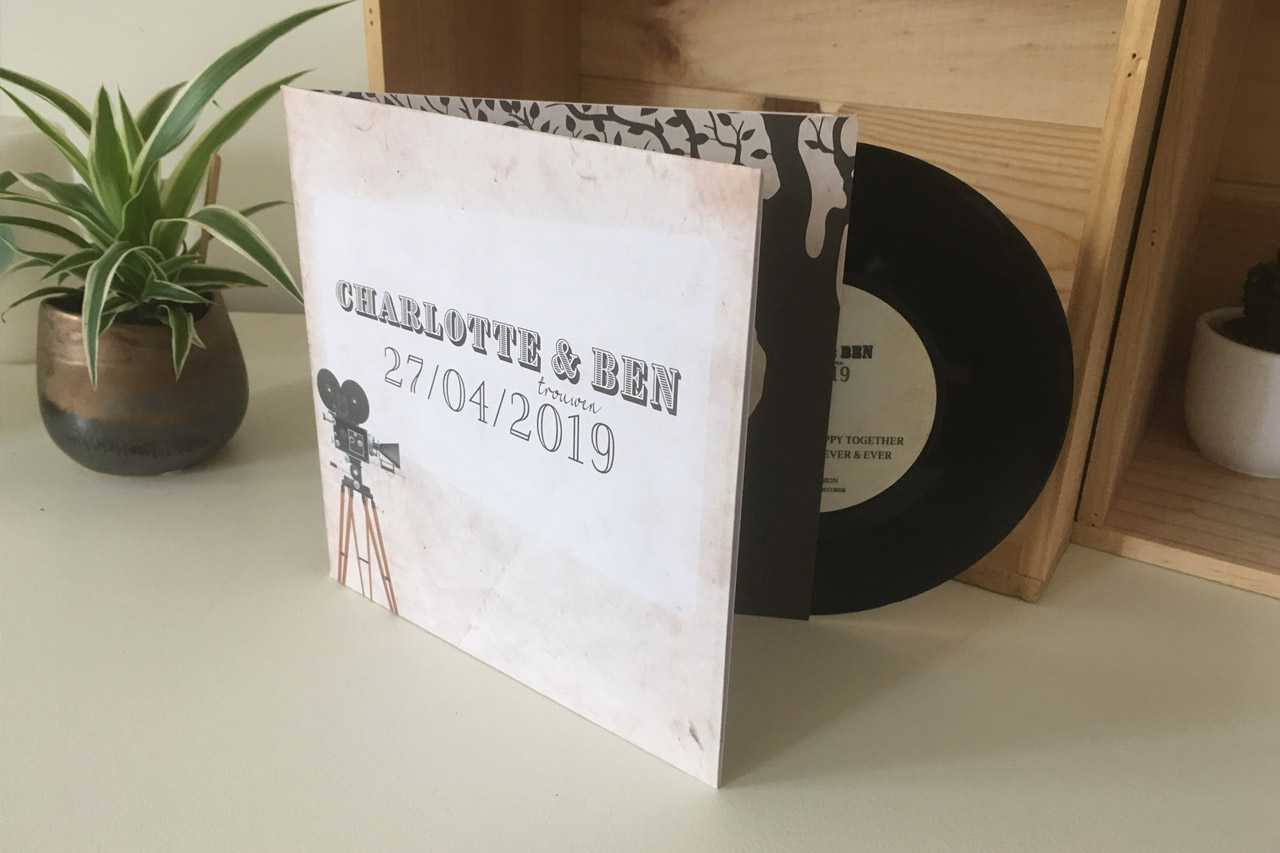 CHARLOTTE & BEN
trouwen
27/04/2019
& BEN
19
PPY TOGETHER
EVER & EVER